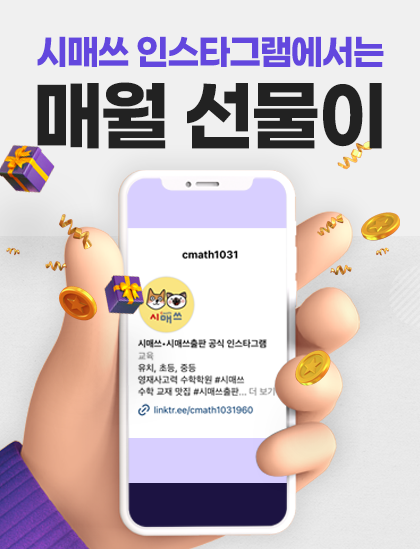 시매쓰 인스타그램에서는
매월 선물이
cmath1031
시매쓰
시매쓰•시매쓰출판 공식 인스타그램
교육
유치, 초등, 중등
영재사고력 수학학원 #시매쓰
수학 교재 맛집 #시매쓰출판... 더 보기
linktr.ee/cmath1031960